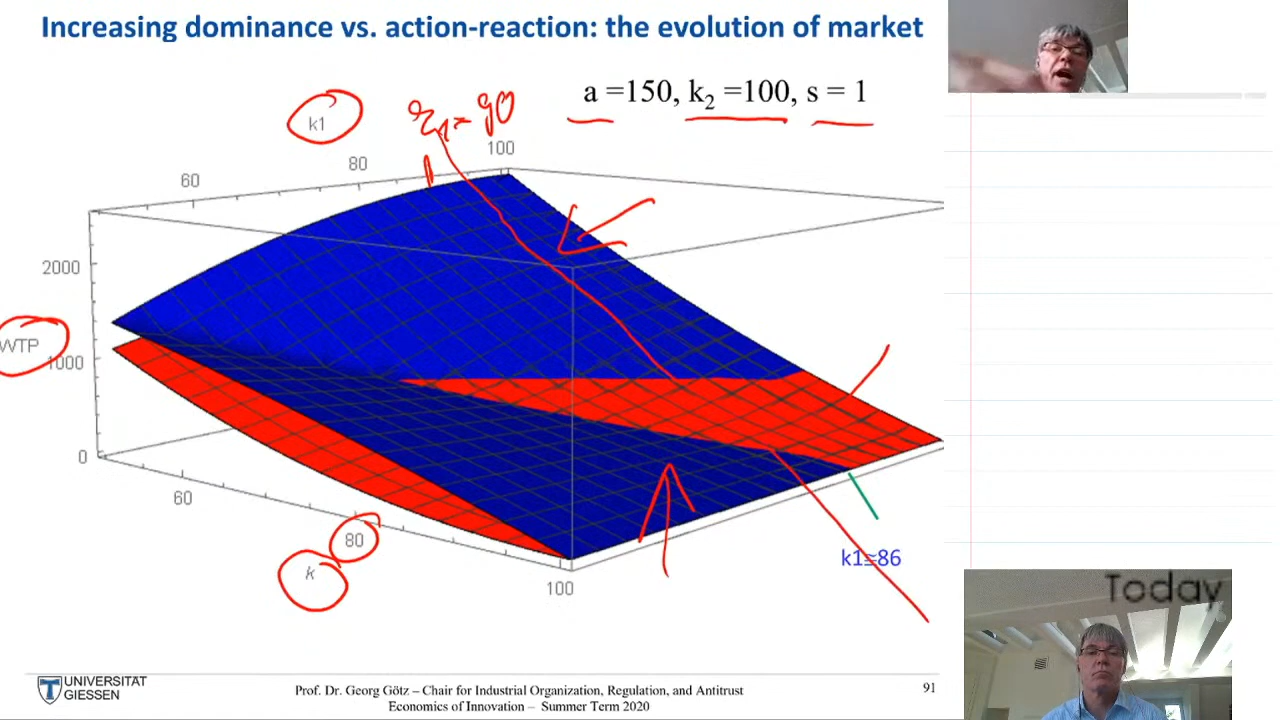 Increasing dominance vs. action-reaction: the evolution of market
a =150, k2 =100, s = 1
k1
100
80
60
2000
WTP
1000
0
60
80
k
100
k1≅86
Today
UNIVERSITAT
GIESSEN
Prof. Dr. Georg Götz – Chair for Industrial Organization, Regulation, and Antitrust
Economics of Innovation – Summer Term 2020
91